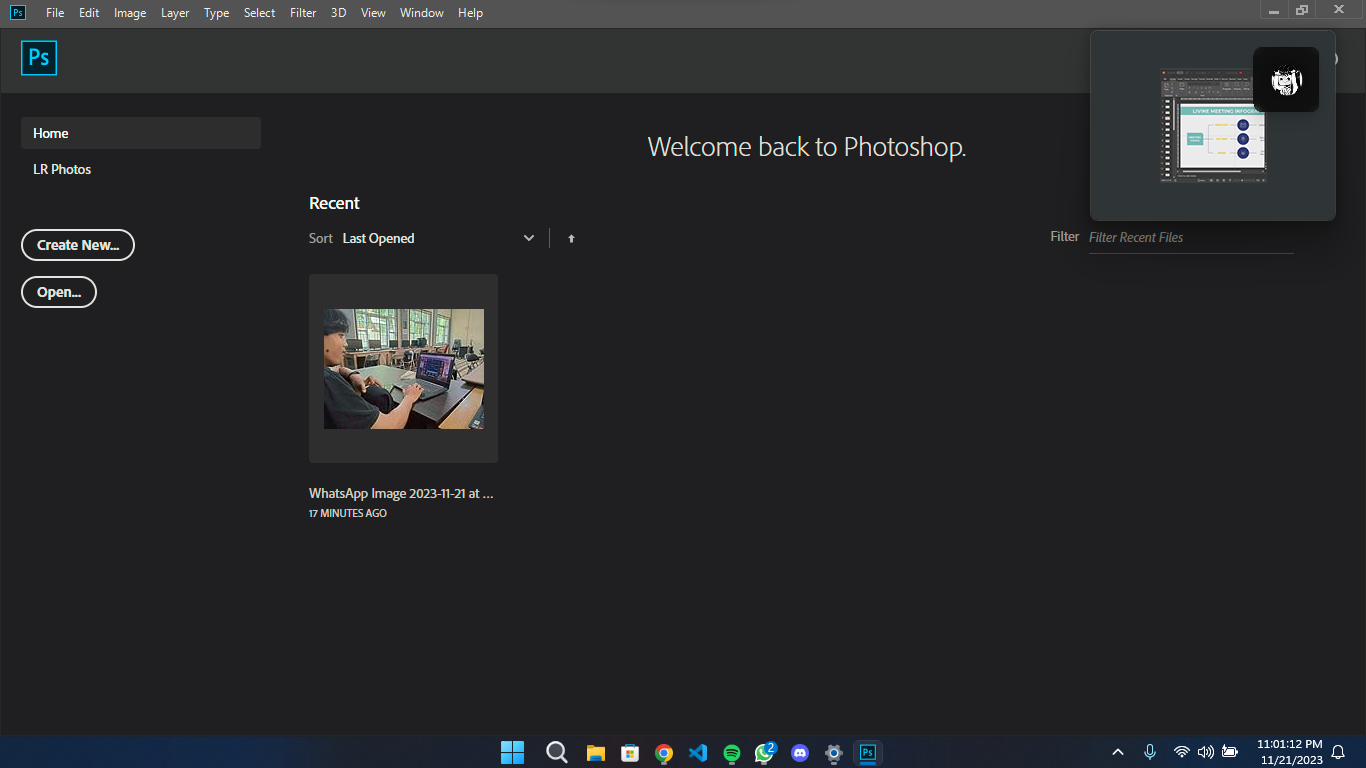 Ps File Edit Image Layer Type Select Filter 3D View Window Help
Ps
Home
LR Photos
Create New...
Open...
Welcome back to Photoshop.
Recent
Sort Last Opened
Filter Filter Recent Files
WhatsApp Image 2023-11-21 at ...
17 MINUTES AGO
MEETING
2
Ps
11:01:12 PM
11/21/2023